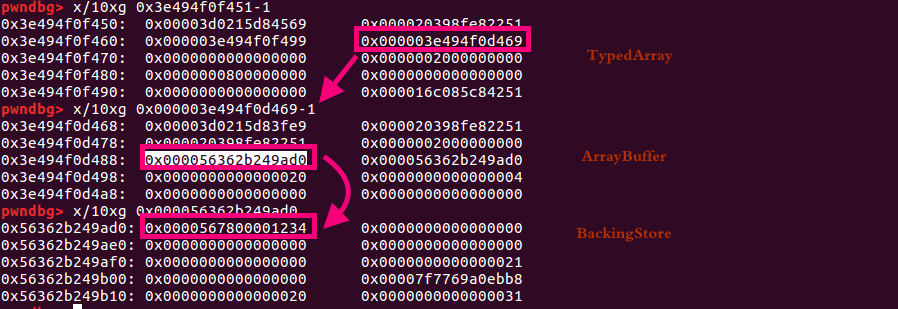 pwndbg> x/10xg 0x3e494f0f451-1
0x3e494f0f450: 0x000003d0215d84569 0x000020398fe82251
0x3e494f0f460: 0x000003e494f0f499 0x000003e494f0d469
0x3e494f0f470: 0x0000000000000000 0x0000002000000000
TypedArray
0x3e494f0f480: 0x0000000800000000 0x0000000000000000
0x3e494f0f490: 0x0000000000000000 0x000016c085c84251
pwndbg> x/10xg 0x000003e494f0d469-1
0x3e494f0d468: 0x00003d0215d83fe9 0x000020398fe82251
0x3e494f0d478: 0x000020398fe82251 0x0000002000000000
0x3e494f0d488: 0x000056362b249ad0 0x000056362b249ad0
ArrayBuffer
0x3e494f0d498: 0x0000000000000020 0x0000000000000004
0x3e494f0d4a8: 0x0000000000000000 0x0000000000000000
pwndbg> x/10xg 0x000056362b249ad0
0x56362b249ad0: 0x0000567800001234 0x0000000000000000
BackingStore
0x56362b249ae0: 0x0000000000000000 0x0000000000000000
0x56362b249af0: 0x0000000000000000 0x0000000000000021
0x56362b249b00: 0x0000000000000000 0x00007f7769a0ebb8
0x56362b249b10: 0x0000000000000020 0x0000000000000031